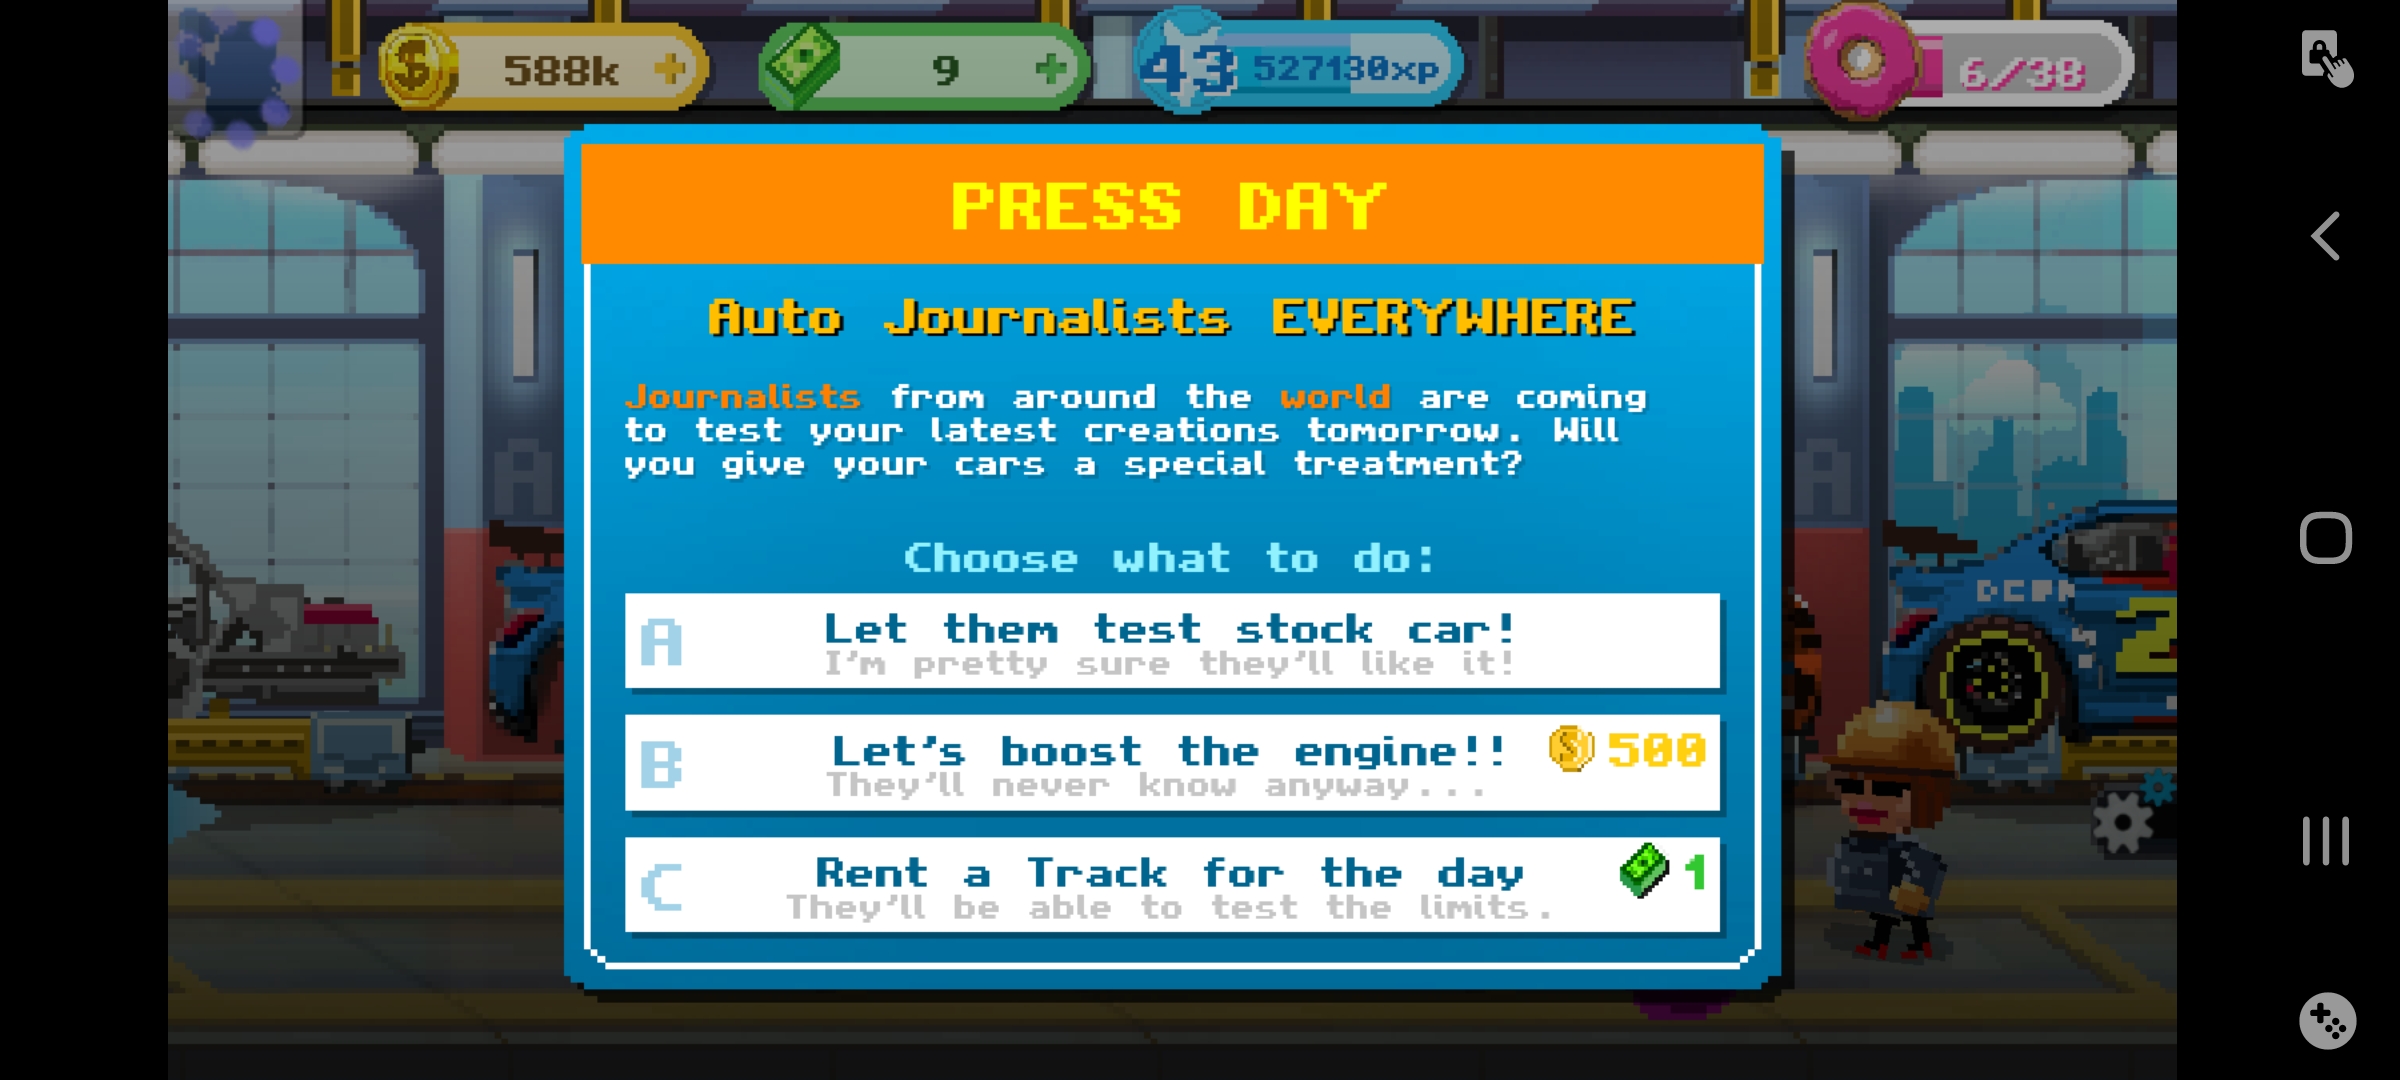 588k
9
43
527130xp
6/38
PRESS DAY
Auto Journalists EVERYWHERE
Journalists from around the world are coming
to test your latest creations tomorrow. Will
you give your cars a special treatment?
Choose what to do:
A
Let them test stock car!
I'm pretty sure they'll like it!
B
Let's boost the engine!!
500
They'll never know anyway...
C
Rent a Track for the day
1
They'll be able to test the limits.
A
A
2